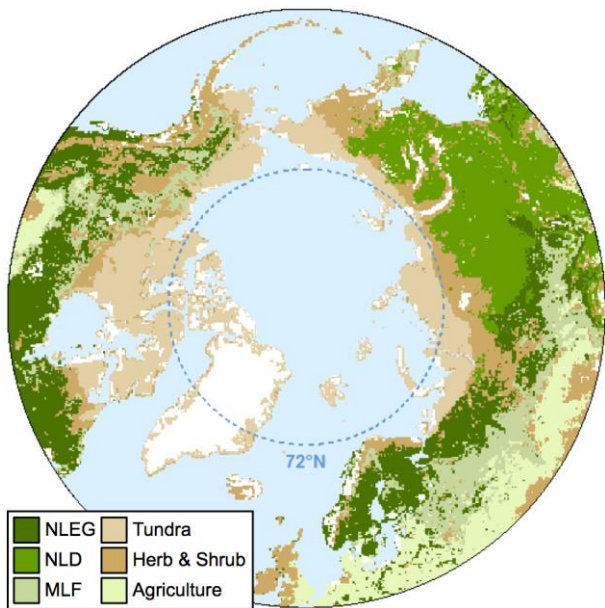 72°N
NLEG
NLD
MLF
Tundra
Herb & Shrub
Agriculture